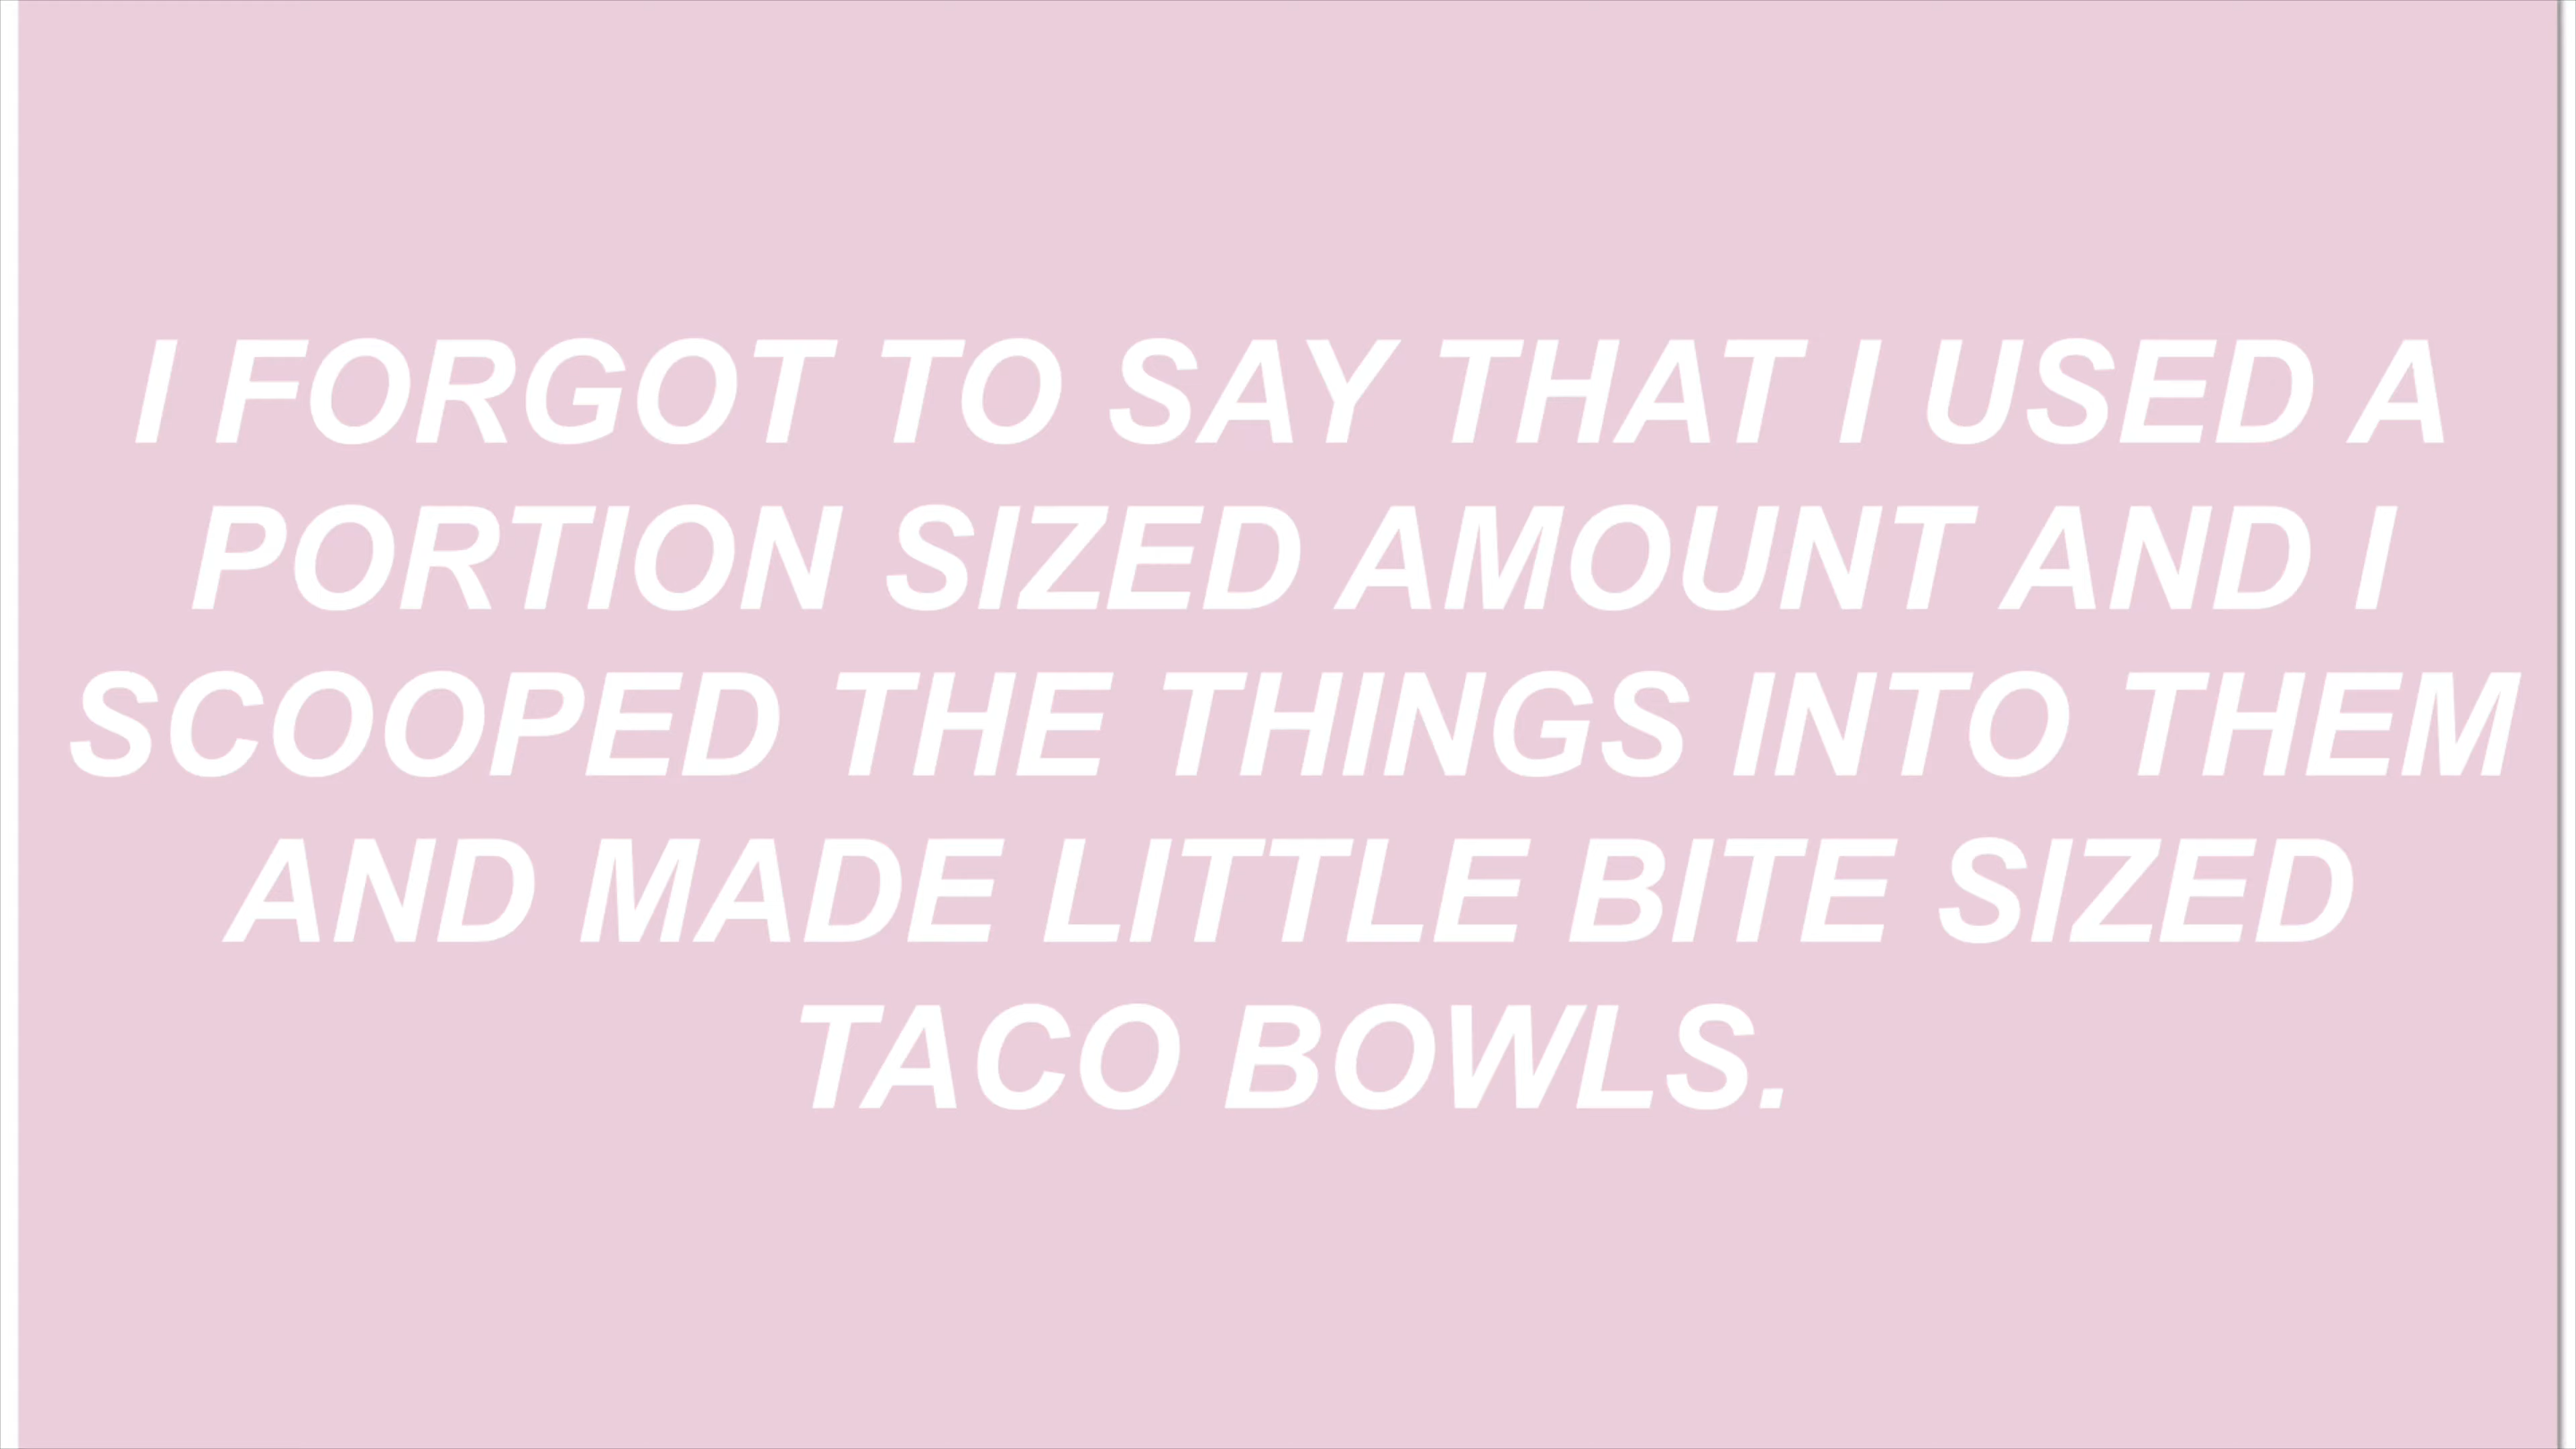 I FORGOT TO SAY THAT I USED A
PORTION SIZED AMOUNT AND I
SCOOPED THE THINGS INTO THEM
AND MADE LITTLE BITE SIZED
TACO BOWLS.